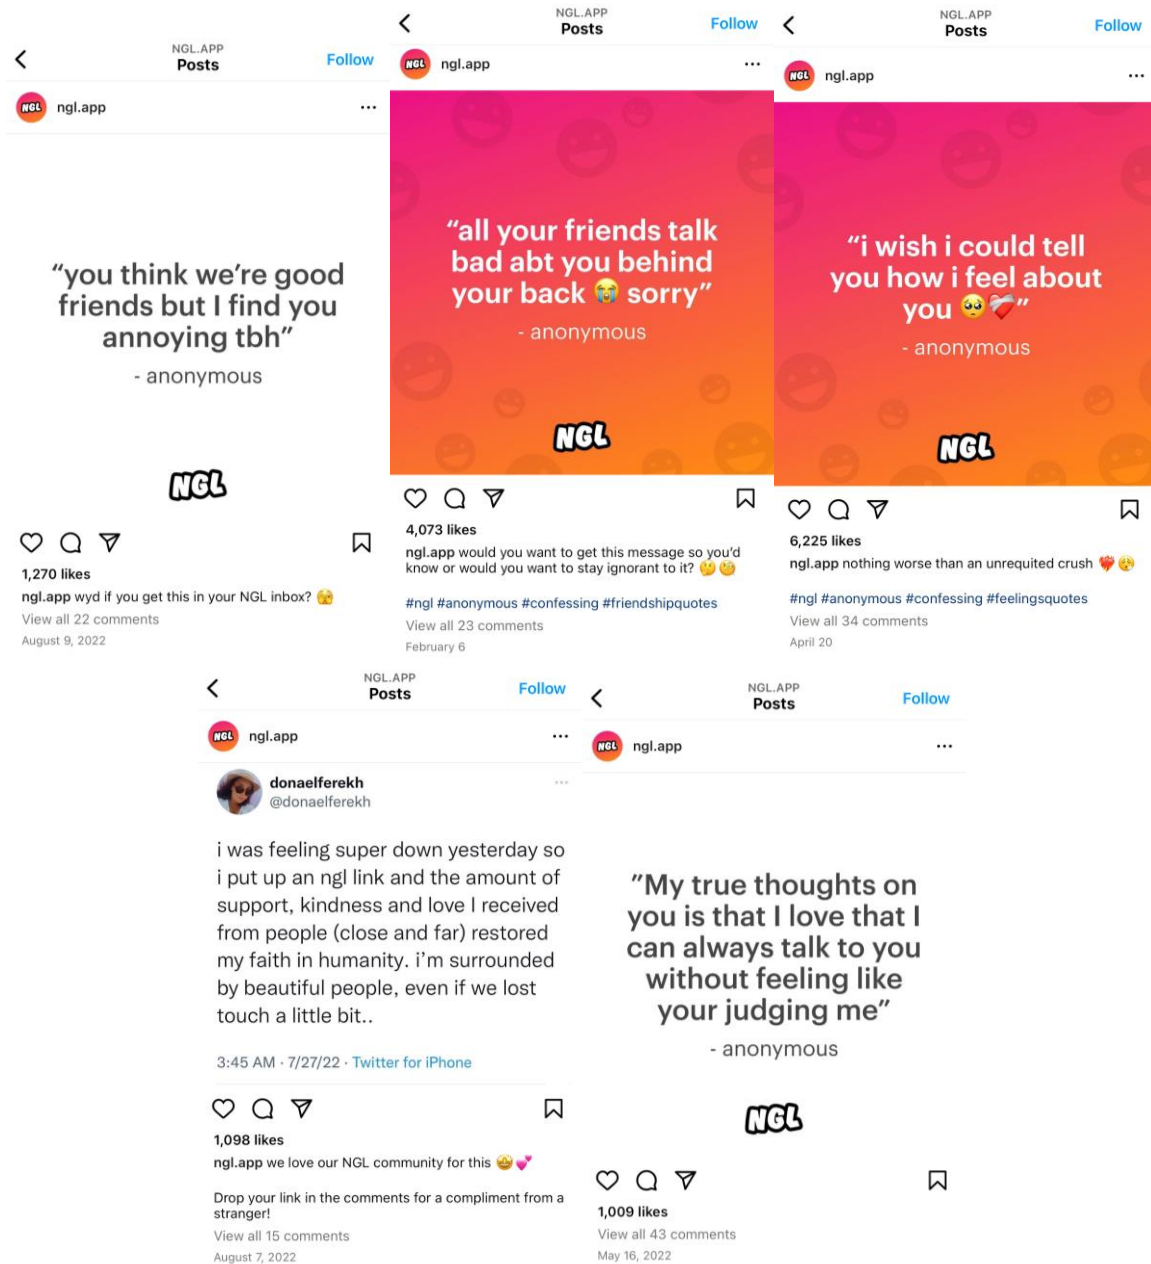 NGL.APP
Posts
Follow
NGL
ngl.app
“you think we’re good
friends but I find you
annoying tbh”
- anonymous
NGL
1,270 likes
ngl.app wyd if you get this in your NGL inbox? 🫣
View all 22 comments
August 9, 2022
NGL.APP
Posts
Follow
NGL
ngl.app
“all your friends talk
bad abt you behind
your back 😭 sorry”
- anonymous
NGL
4,073 likes
ngl.app would you want to get this message so you’d
know or would you want to stay ignorant to it? 🤔🧐
#ngl #anonymous #confessing #friendshipquotes
View all 23 comments
February 6
NGL.APP
Posts
Follow
NGL
ngl.app
“i wish i could tell
you how i feel about
you 🥺❤️‍🩹”
- anonymous
NGL
6,225 likes
ngl.app nothing worse than an unrequited crush ❤️‍🔥😮‍💨
#ngl #anonymous #confessing #feelingsquotes
View all 34 comments
April 20
NGL.APP
Posts
Follow
NGL
ngl.app
donaelferekh
@donaelferekh
i was feeling super down yesterday so
i put up an ngl link and the amount of
support, kindness and love I received
from people (close and far) restored
my faith in humanity. i’m surrounded
by beautiful people, even if we lost
touch a little bit..
3:45 AM · 7/27/22 · Twitter for iPhone
1,098 likes
ngl.app we love our NGL community for this 🤩💕
Drop your link in the comments for a compliment from a
stranger!
View all 15 comments
August 7, 2022
NGL.APP
Posts
Follow
NGL
ngl.app
”My true thoughts on
you is that I love that I
can always talk to you
without feeling like
your judging me”
- anonymous
NGL
1,009 likes
View all 43 comments
May 16, 2022